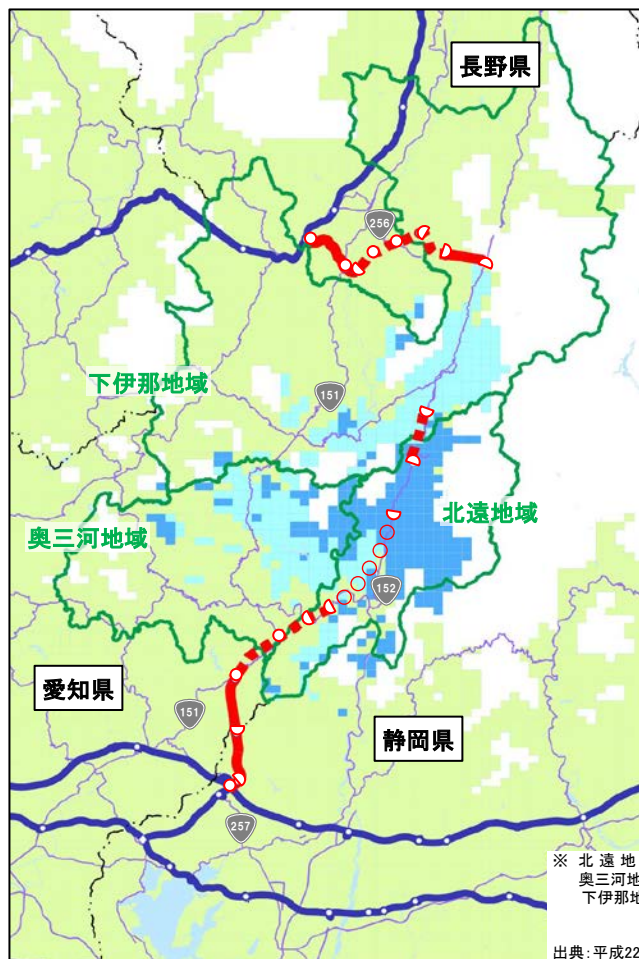 長野県
256
下伊那地域
151
北遠地域
奥三河地域
152
愛知県
151
静岡県
257
※ 北遠地
奥三河地
下伊那地
出典:平成22